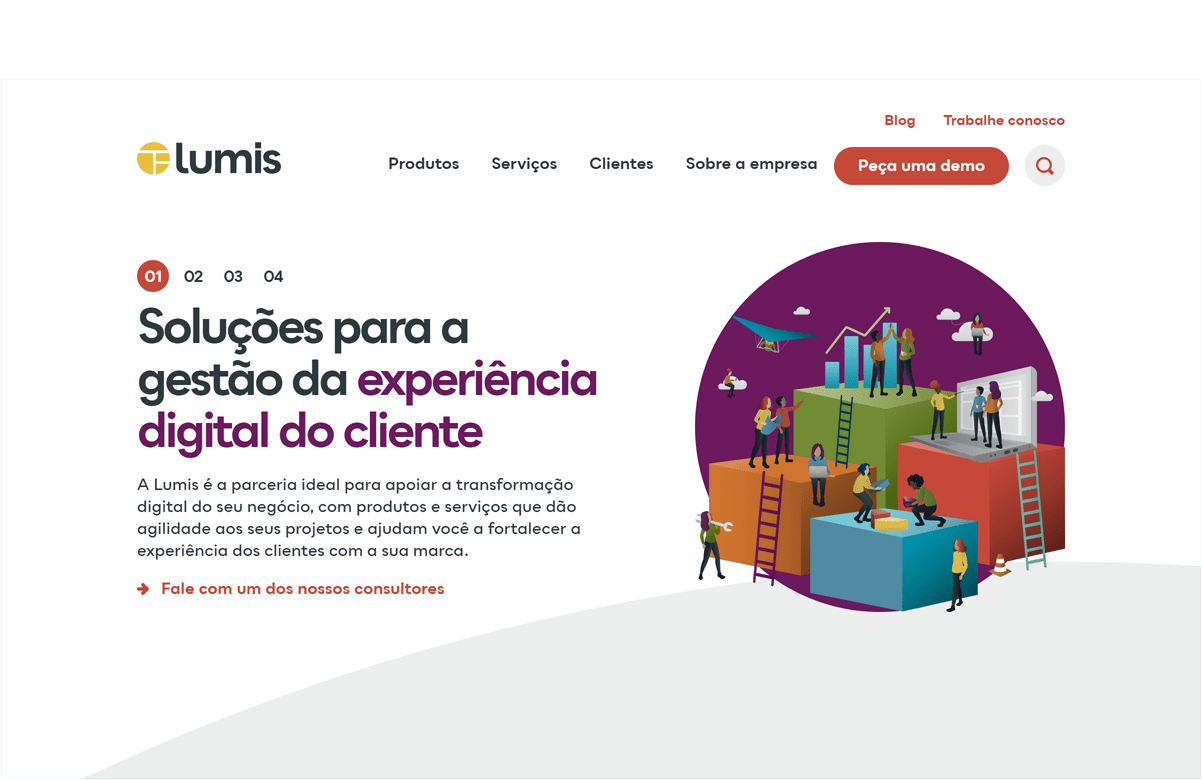 Blog Trabalhe conosco
lumis
Produtos Serviços Clientes Sobre a empresa Peça uma demo
01 02 03 04
Soluções para a
gestão da experiência
digital do cliente
A Lumis é a parceria ideal para apoiar a transformação
digital do seu negócio, com produtos e serviços que dão
agilidade aos seus projetos e ajudam você a fortalecer a
experiência dos clientes com a sua marca.
Fale com um dos nossos consultores